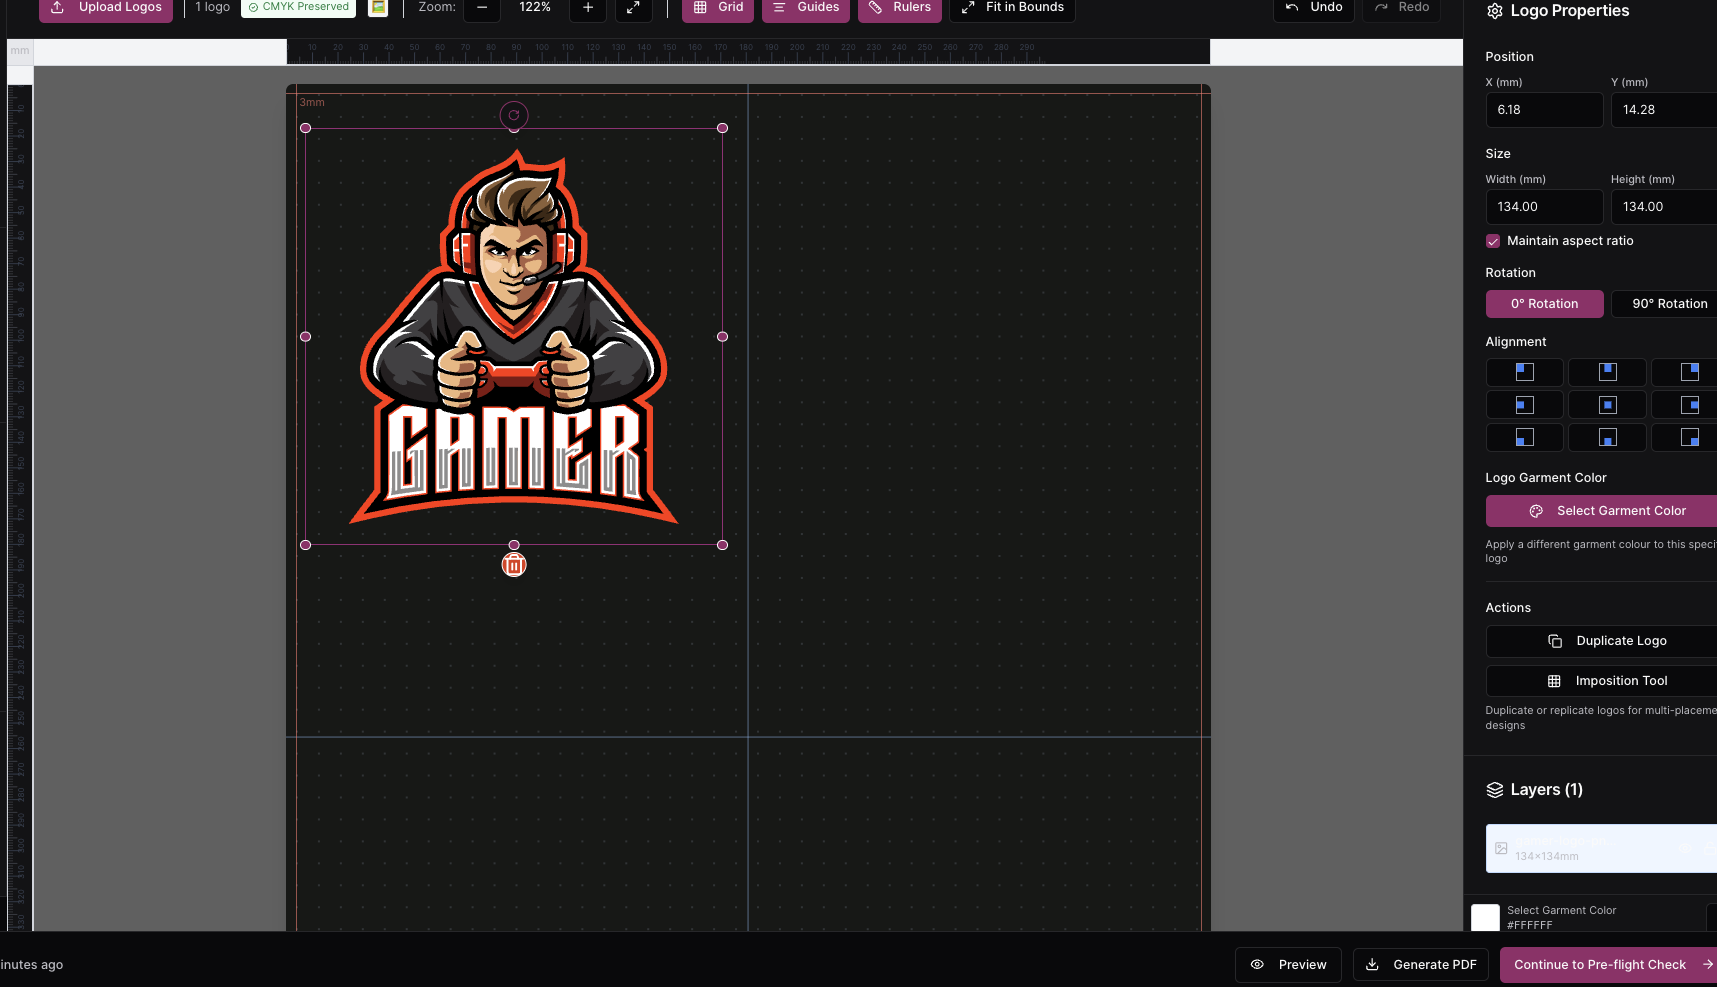 Upload Logos
1 logo
CMYK Preserved
Zoom:
122%
Grid
Guides
Rulers
Fit in Bounds
Undo
Redo
mm
10 20 30 40 50 60 70 80 90 100 110 120 130 140 150 160 170 180 190 200 210 220 230 240 250 260 270 280 290
3mm
GAMER
Logo Properties
Position
X (mm) Y (mm)
6.18 14.28
Size
Width (mm) Height (mm)
134.00 134.00
Maintain aspect ratio
Rotation
0° Rotation 90° Rotation
Alignment
Logo Garment Color
Select Garment Color
Apply a different garment colour to this speci
logo
Actions
Duplicate Logo
Imposition Tool
Duplicate or replicate logos for multi-placeme
designs
Layers (1)
134×134mm
Select Garment Color
#FFFFFF
inutes ago
Preview
Generate PDF
Continue to Pre-flight Check